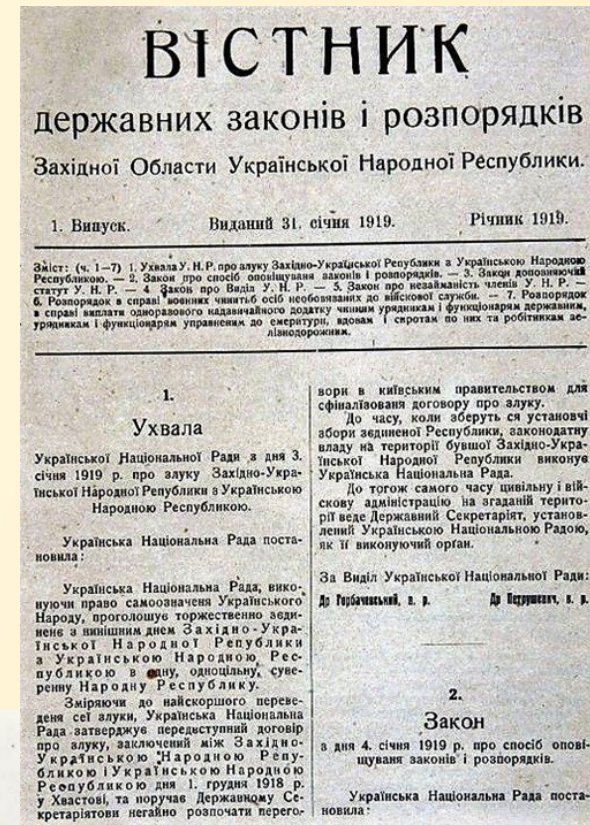 ВІСТНИК
державних законів і розпорядків
Західної Области Української Народної Республики.
1. Випуск. Виданий 31. січня 1919. Річник 1919.
Зміст: (ч. 1—7) 1. Ухвала У. Н. Р. про злуку Західно-Української Републики з Українською Народною
Републикою. — 2. Закон про спосіб оповіщування законів і розпорядків. — 3. Закон доповняючий
статут У. Н. Р. — 4. Закон про Виділ У. Н. Р. — 5. Закон про незайманість членів У. Н. Р. —
6. Розпорядок в справі воєнних чинитьб осіб необовязаних до війскової служби. — 7. Розпорядок
в справі виплати одноразового надзвичайного додатку чинним урядникам і функціонарям державним,
урядникам і функціонарям управненим до емеритури, вдовам і сиротам по них та робітникам зе-
лізнодорожним.
1.
Ухвала
Української Національної Ради з дня 3.
січня 1919 р. про злуку Західно-Укра-
їнської Народної Републики з Українською
Народною Републикою.
Українська Національна Рада поста-
новила:
Українська Національна Рада, вико-
нуючи право самоозначеня Українського
Народу, проголошує торжественно зєди-
нене з нинішним днем Західно-Укра-
їнської Народної Републики
з Українською Народною Рес-
публикою в одну, одноцільну, суве-
ренну Народну Републику.
Зміряючи до найскоршого переве-
деня сеї злуки, Українська Національна
Рада затверджує передвступний договір
про злуку, заключений між Західно-
Українською Народною Репу-
бликою і Українською Народною
Республикою дня 1. грудня 1918 р.
у Хвастові, та поручає Державному Се-
кретаріятови негайно розпочати перего-
вори в київським правительством для
сфіналізованя договору про злуку.
До часу, коли зберуть ся установчі
збори зєдиненої Республики, законодатну
владу на території бувшої Західно-Укра-
їнської Народної Републики виконує
Українська Національна Рада.
До тогож самого часу цивільну і вій-
скову адміністрацію на згаданій терито-
рії веде Державний Секретаріят, установ-
лений Українською Національною Радою,
як її виконуючий орґан.
За Виділ Української Національної Ради:
Др Горбачевський, в. р. Др Петрушевич, в. р.
2.
Закон
з дня 4. січня 1919 р. про спосіб опові-
щуваня законів і розпорядків.
Українська Національна Рада поста-
новила: